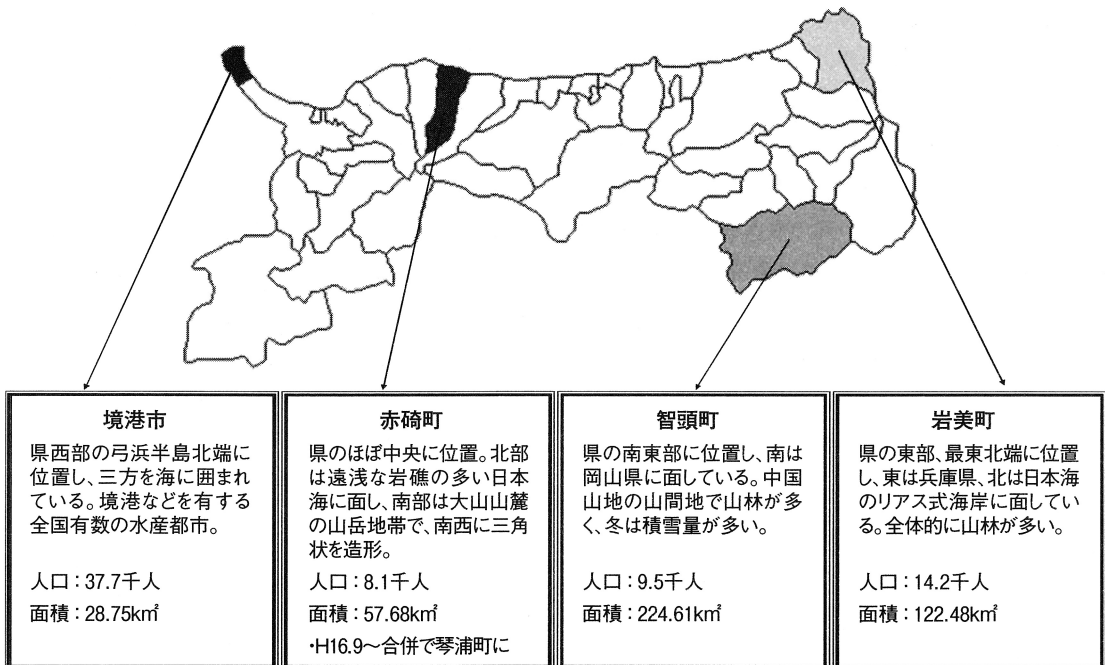 境港市
県西部の弓浜半島北端に
位置し、三方を海に囲まれ
ている。境港などを有する
全国有数の水産都市。
人口：37.7千人
面積：28.75k㎡
赤碕町
県のほぼ中央に位置。北部
は遠浅な岩礁の多い日本
海に面し、南部は大山山麓
の山岳地帯で、南西に三角
状を造形。
人口：8.1千人
面積：57.68k㎡
・H16.9～合併で琴浦町に
智頭町
県の南東部に位置し、南は
岡山県に面している。中国
山地の山間地で山林が多
く、冬は積雪量が多い。
人口：9.5千人
面積：224.61k㎡
岩美町
県の東部、最東北端に位置
し、東は兵庫県、北は日本海
のリアス式海岸に面してい
る。全体的に山林が多い。
人口：14.2千人
面積：122.48k㎡